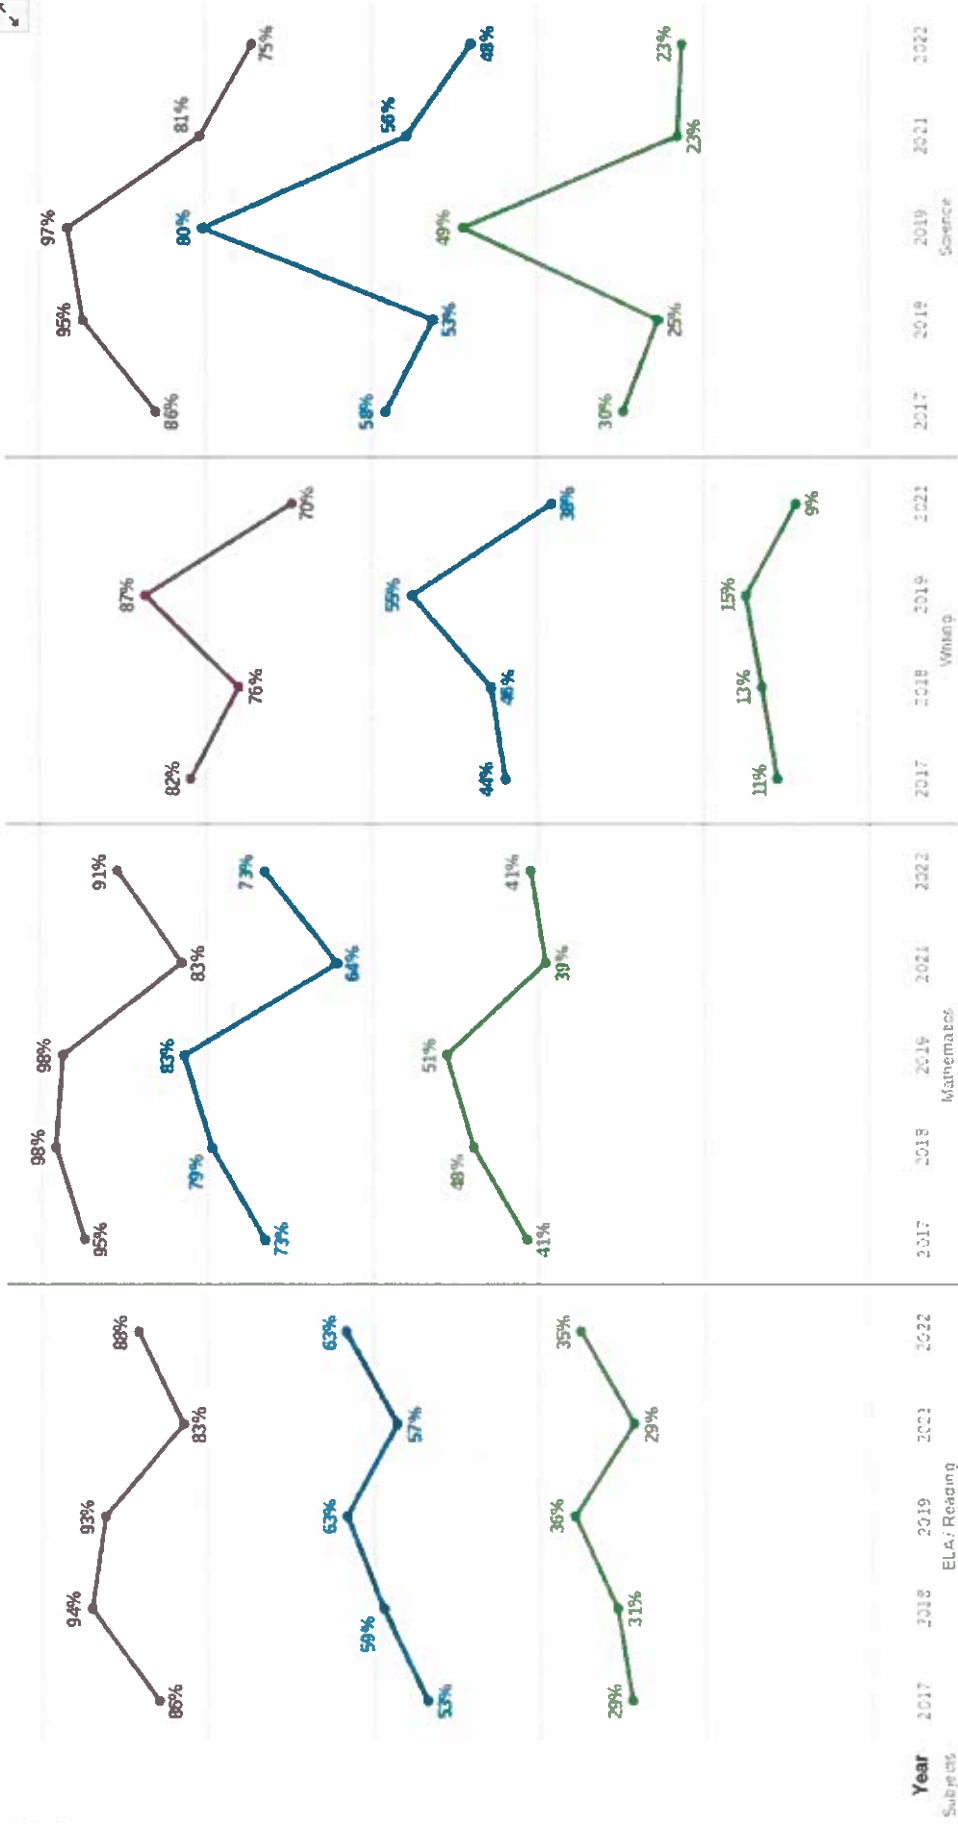 86% 94% 93% 83% 88%
53% 59% 63% 57% 63%
29% 31% 36% 29% 35%
95% 98% 98% 83% 91%
73% 79% 83% 64% 73%
41% 48% 51% 39% 41%
82% 76% 87% 70%
44% 46% 55% 38%
11% 13% 15% 9%
86% 95% 97% 81% 75%
58% 53% 80% 56% 48%
30% 25% 49% 23% 23%
Year 2017 2018 2019 2021 2022 2017 2018 2019 2021 2022 2017 2018 2019 2021 2017 2018 2019 2021 2022
Subjects ELA / Reading Mathematics Writing Science